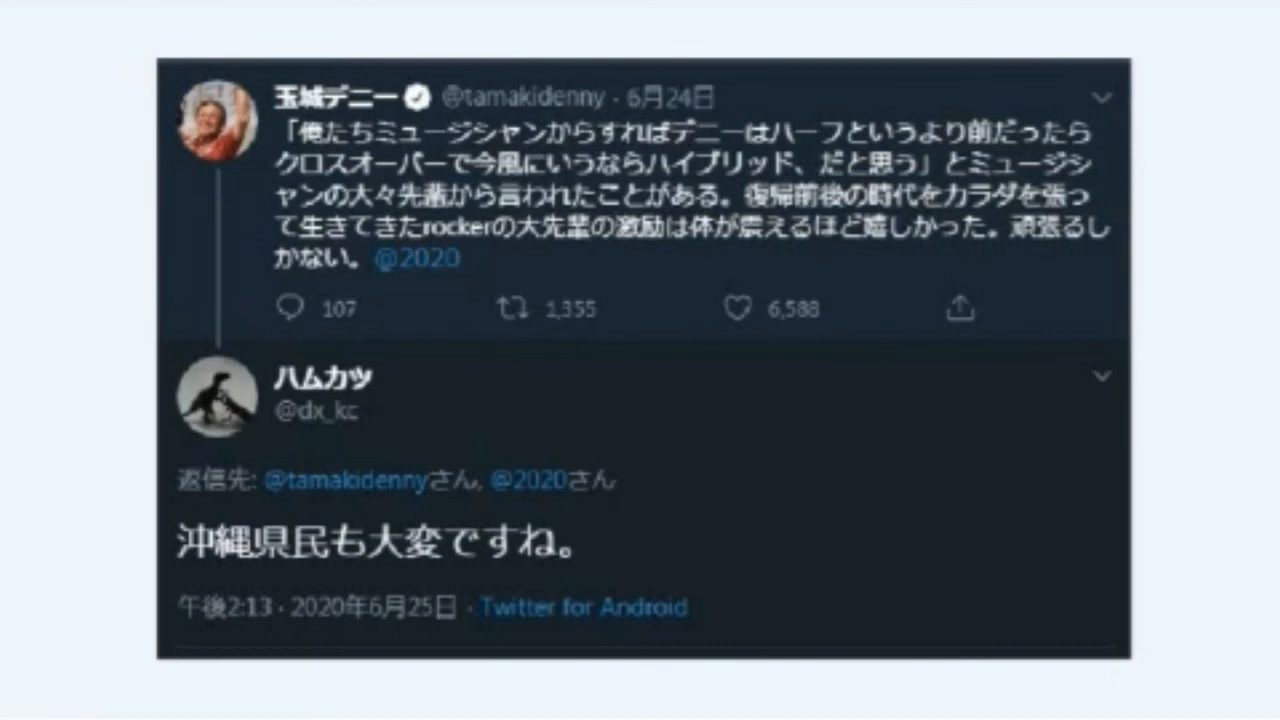 玉城デニー @tamakidenny · 6月24日
「俺たちミュージシャンからすればデニーはハーフというより前だったら
クロスオーバーで今風にいうならハイブリッド、だと思う」とミュージシ
ャンの大々先輩から言われたことがある。復帰前後の時代をカラダを張っ
て生きてきたrockerの大先輩の激励は体が震えるほど嬉しかった。頑張るし
かない。 @2020
107 1,355 6,588
ハムカツ
@dx_kc
返信先: @tamakidennyさん, @2020さん
沖縄県民も大変ですね。
午後2:13 · 2020年6月25日 · Twitter for Android